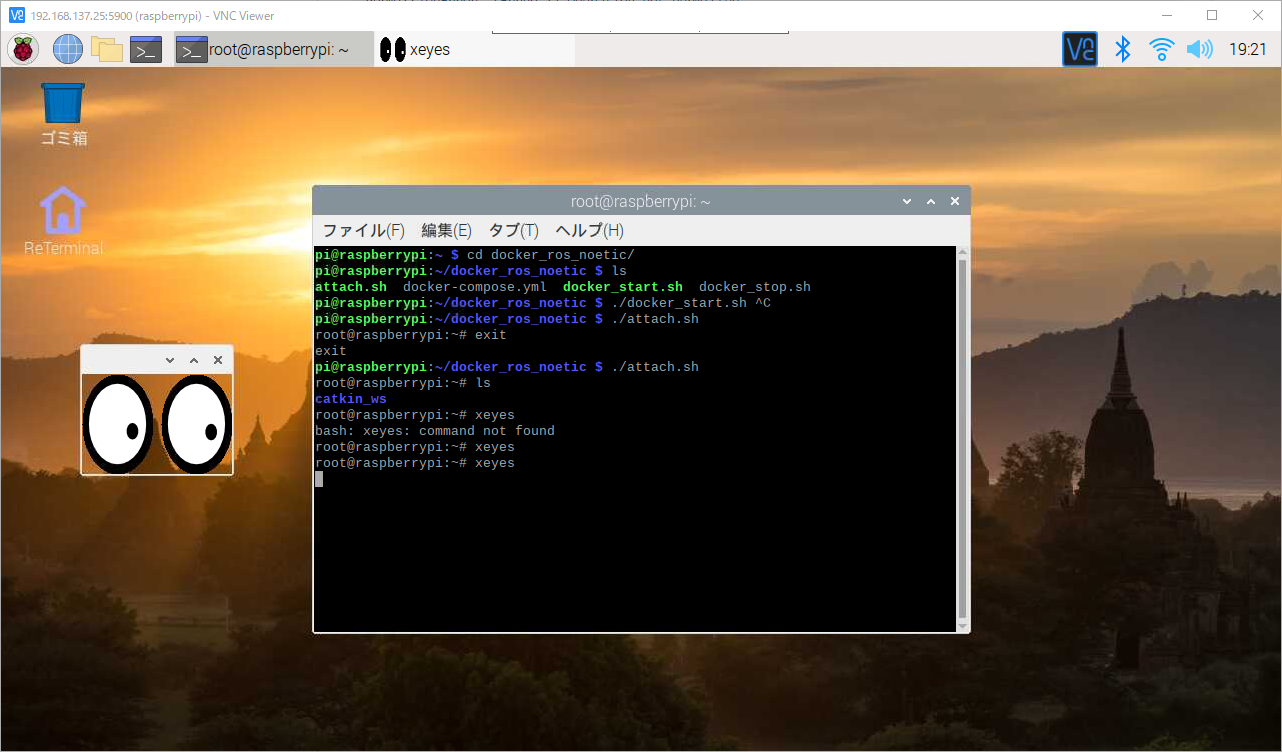 192.168.137.25:5900 (raspberrypi) - VNC Viewer
root@raspberrypi: ~
xeyes
19:21
ゴミ箱
ReTerminal
root@raspberrypi: ~
ファイル(F) 編集(E) タブ(T) ヘルプ(H)
pi@raspberrypi:~ $ cd docker_ros_noetic/
pi@raspberrypi:~/docker_ros_noetic $ ls
attach.sh docker-compose.yml docker_start.sh docker_stop.sh
pi@raspberrypi:~/docker_ros_noetic $ ./docker_start.sh ^C
pi@raspberrypi:~/docker_ros_noetic $ ./attach.sh
root@raspberrypi:~# exit
exit
pi@raspberrypi:~/docker_ros_noetic $ ./attach.sh
root@raspberrypi:~# ls
catkin_ws
root@raspberrypi:~# xeyes
bash: xeyes: command not found
root@raspberrypi:~# xeyes
root@raspberrypi:~# xeyes